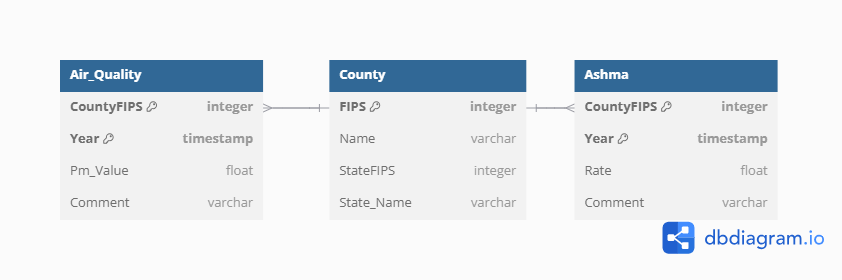 Air_Quality
CountyFIPS integer
Year timestamp
Pm_Value float
Comment varchar
County
FIPS integer
Name varchar
StateFIPS integer
State_Name varchar
Ashma
CountyFIPS integer
Year timestamp
Rate float
Comment varchar
dbdiagram.io